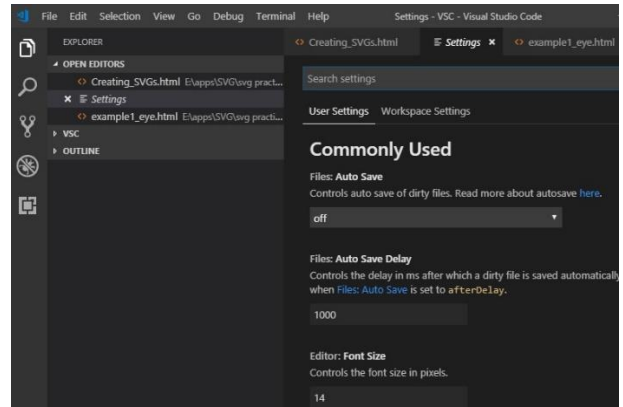 File Edit Selection View Go Debug Terminal Help Settings - VSC - Visual Studio Code
EXPLORER
OPEN EDITORS
Creating_SVGs.html E:\apps\SVG\svg pract...
Settings
example1_eye.html E:\apps\SVG\svg practi...
VSC
OUTLINE
Creating_SVGs.html Settings example1_eye.html
Search settings
User Settings Workspace Settings
Commonly Used
Files: Auto Save
Controls auto save of dirty files. Read more about autosave here.
off
Files: Auto Save Delay
Controls the delay in ms after which a dirty file is saved automatically
when Files: Auto Save is set to afterDelay.
1000
Editor: Font Size
Controls the font size in pixels.
14